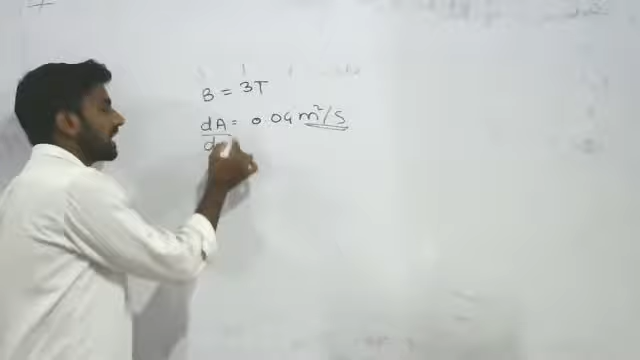 B = 3T
dA = 0.04 m²/S
d